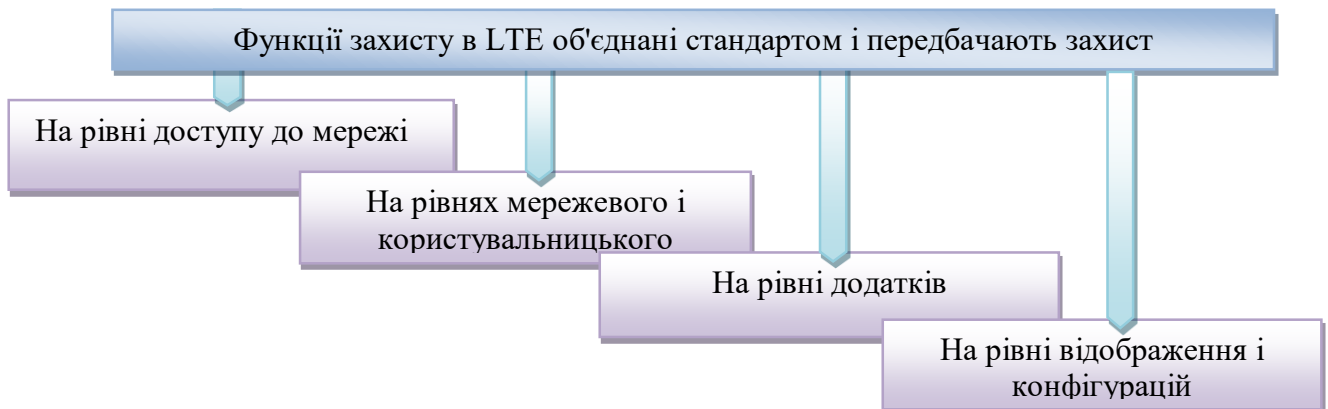 Функції захисту в LTE об'єднані стандартом і передбачають захист
На рівні доступу до мережі
На рівнях мережевого і
користувальницького
На рівні додатків
На рівні відображення і
конфігурацій